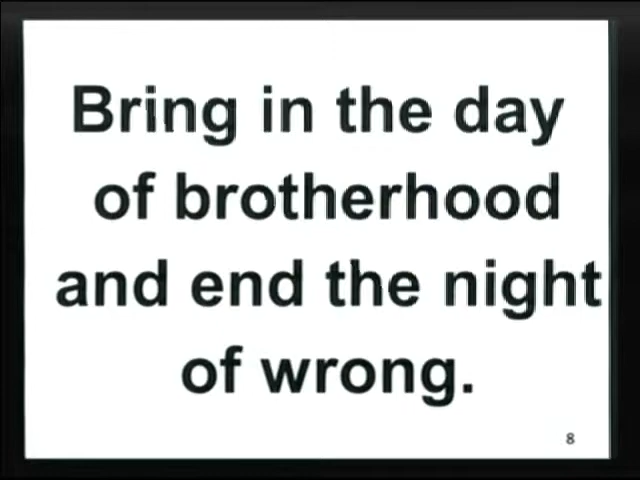 Bring in the day
of brotherhood
and end the night
of wrong.
8